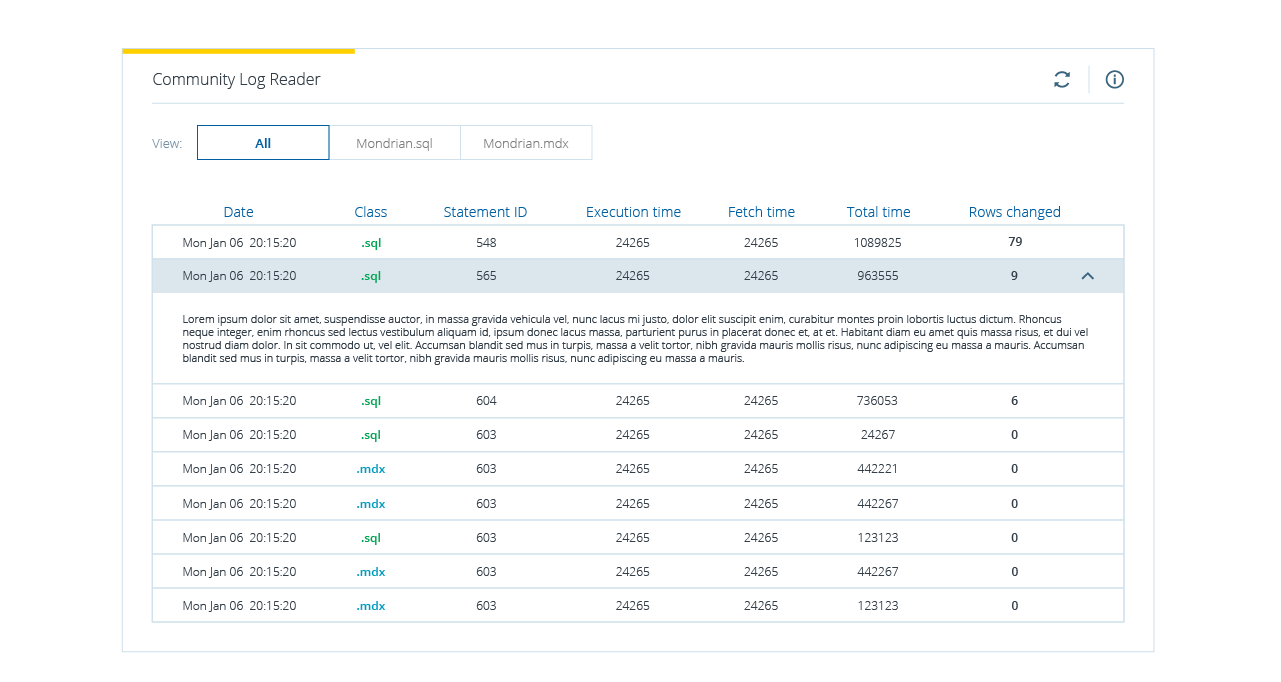 Community Log Reader
View: All Mondrian.sql Mondrian.mdx
Date Class Statement ID Execution time Fetch time Total time Rows changed
Mon Jan 06 20:15:20 .sql 548 24265 24265 1089825 79
Mon Jan 06 20:15:20 .sql 565 24265 24265 963555 9
Lorem ipsum dolor sit amet, suspendisse auctor, in massa gravida vehicula vel, nunc lacus mi justo, dolor elit suscipit enim, curabitur montes proin lobortis luctus dictum. Rhoncus
neque integer, enim rhoncus sed lectus vestibulum aliquam id, ipsum donec lacus massa, parturient purus in placerat donec et, at et. Habitant diam eu amet quis massa risus, et dui vel
nostrud diam dolor. In sit commodo ut, vel elit. Accumsan blandit sed mus in turpis, massa a velit tortor, nibh gravida mauris mollis risus, nunc adipiscing eu massa a mauris. Accumsan
blandit sed mus in turpis, massa a velit tortor, nibh gravida mauris mollis risus, nunc adipiscing eu massa a mauris.
Mon Jan 06 20:15:20 .sql 604 24265 24265 736053 6
Mon Jan 06 20:15:20 .sql 603 24265 24265 24267 0
Mon Jan 06 20:15:20 .mdx 603 24265 24265 442221 0
Mon Jan 06 20:15:20 .mdx 603 24265 24265 442267 0
Mon Jan 06 20:15:20 .sql 603 24265 24265 123123 0
Mon Jan 06 20:15:20 .mdx 603 24265 24265 442267 0
Mon Jan 06 20:15:20 .mdx 603 24265 24265 123123 0